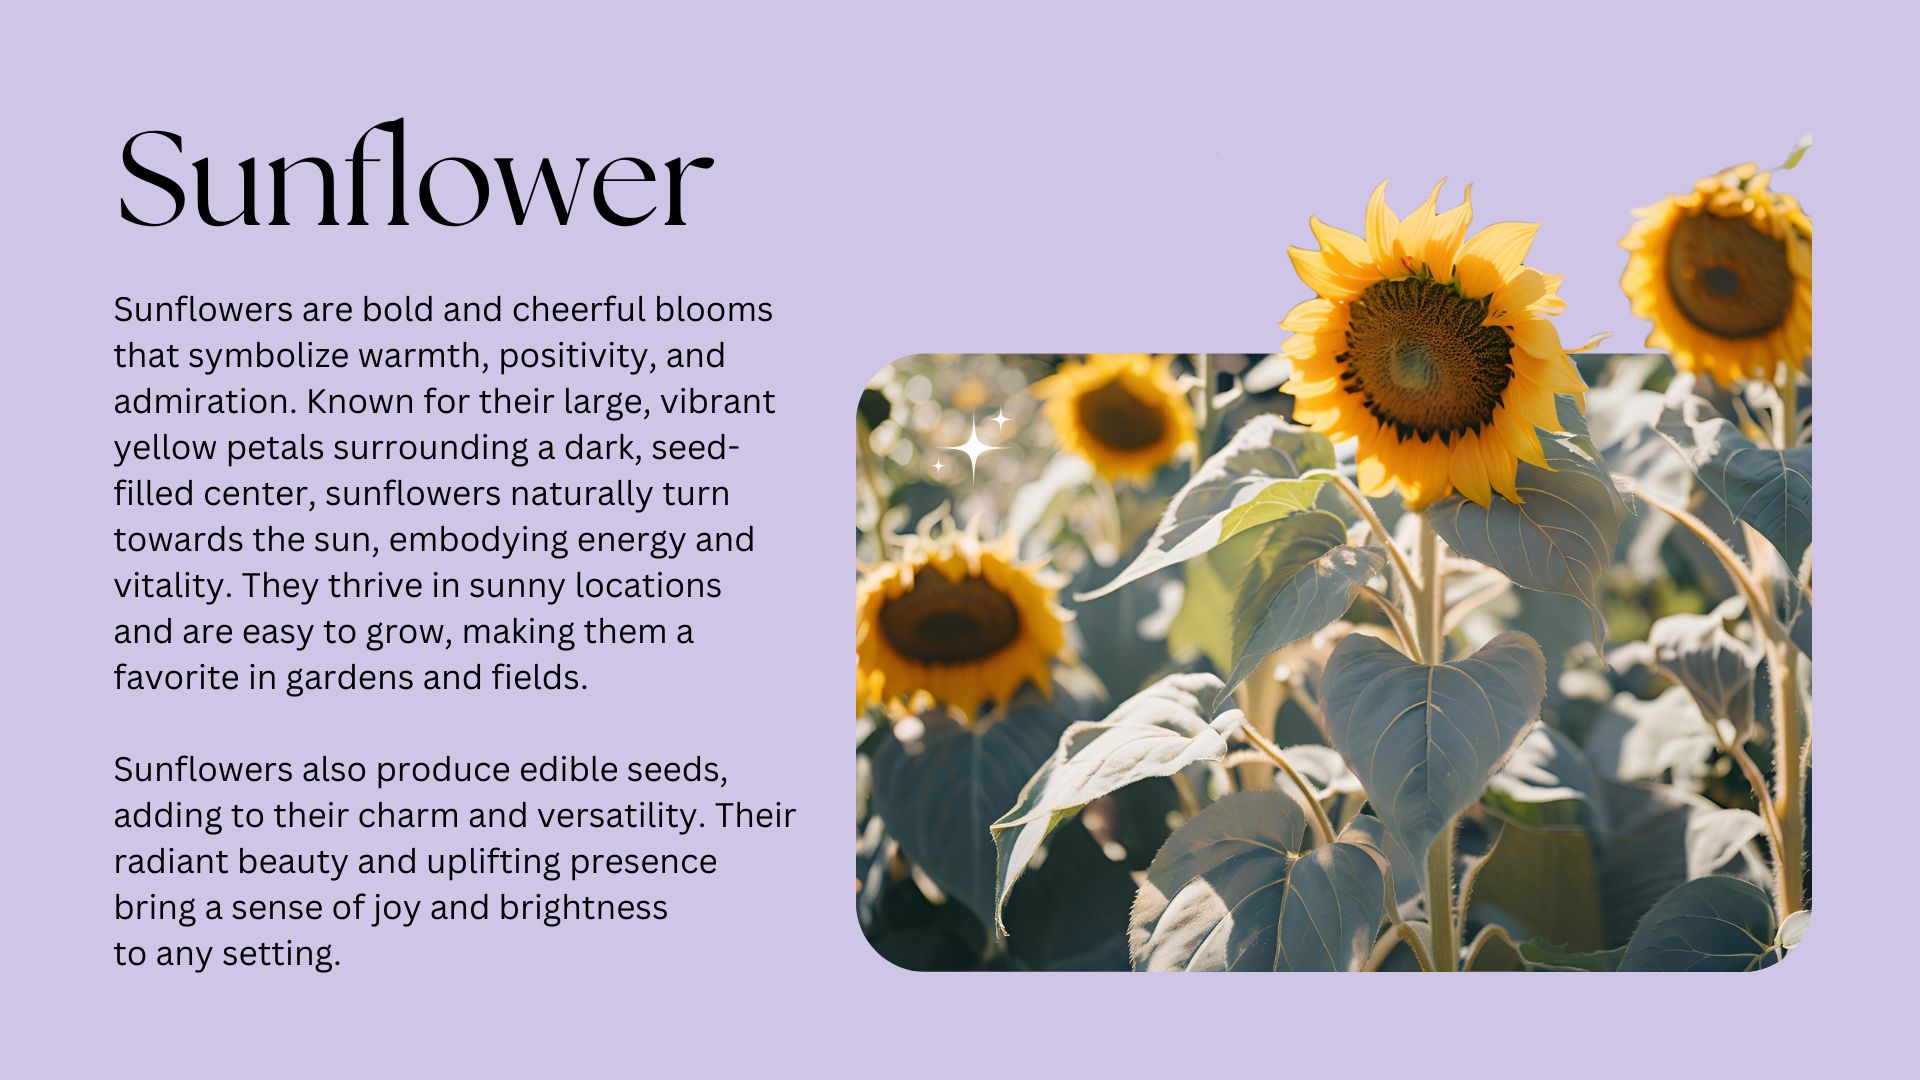 Sunflower
Sunflowers are bold and cheerful blooms
that symbolize warmth, positivity, and
admiration. Known for their large, vibrant
yellow petals surrounding a dark, seed-
filled center, sunflowers naturally turn
towards the sun, embodying energy and
vitality. They thrive in sunny locations
and are easy to grow, making them a
favorite in gardens and fields.
Sunflowers also produce edible seeds,
adding to their charm and versatility. Their
radiant beauty and uplifting presence
bring a sense of joy and brightness
to any setting.